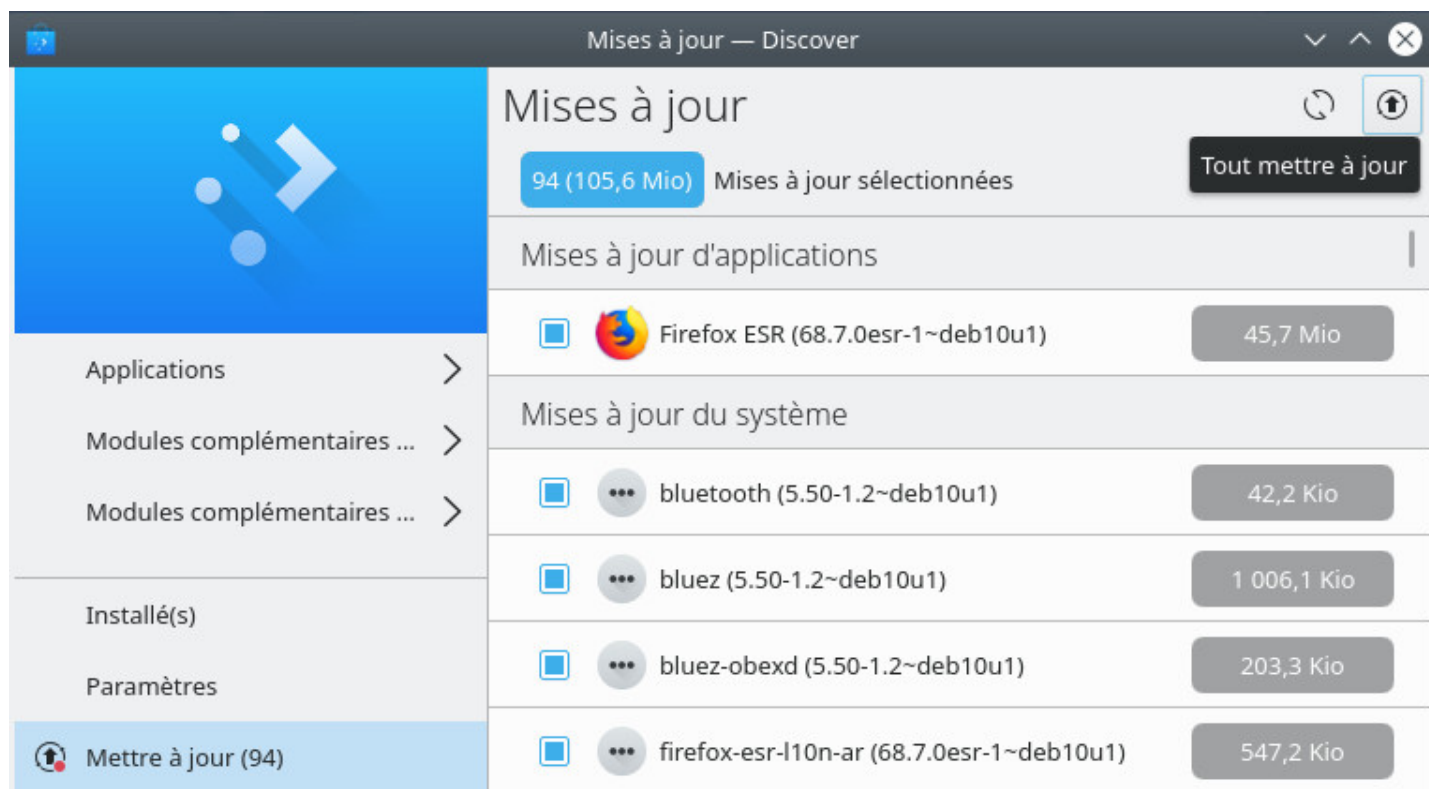 Mises à jour — Discover
Mises à jour
Tout mettre à jour
94 (105,6 Mio) Mises à jour sélectionnées
Mises à jour d'applications
Firefox ESR (68.7.0esr-1~deb10u1) 45,7 Mio
Mises à jour du système
bluetooth (5.50-1.2~deb10u1) 42,2 Kio
bluez (5.50-1.2~deb10u1) 1 006,1 Kio
bluez-obexd (5.50-1.2~deb10u1) 203,3 Kio
firefox-esr-l10n-ar (68.7.0esr-1~deb10u1) 547,2 Kio
Applications
Modules complémentaires ...
Modules complémentaires ...
Installé(s)
Paramètres
Mettre à jour (94)